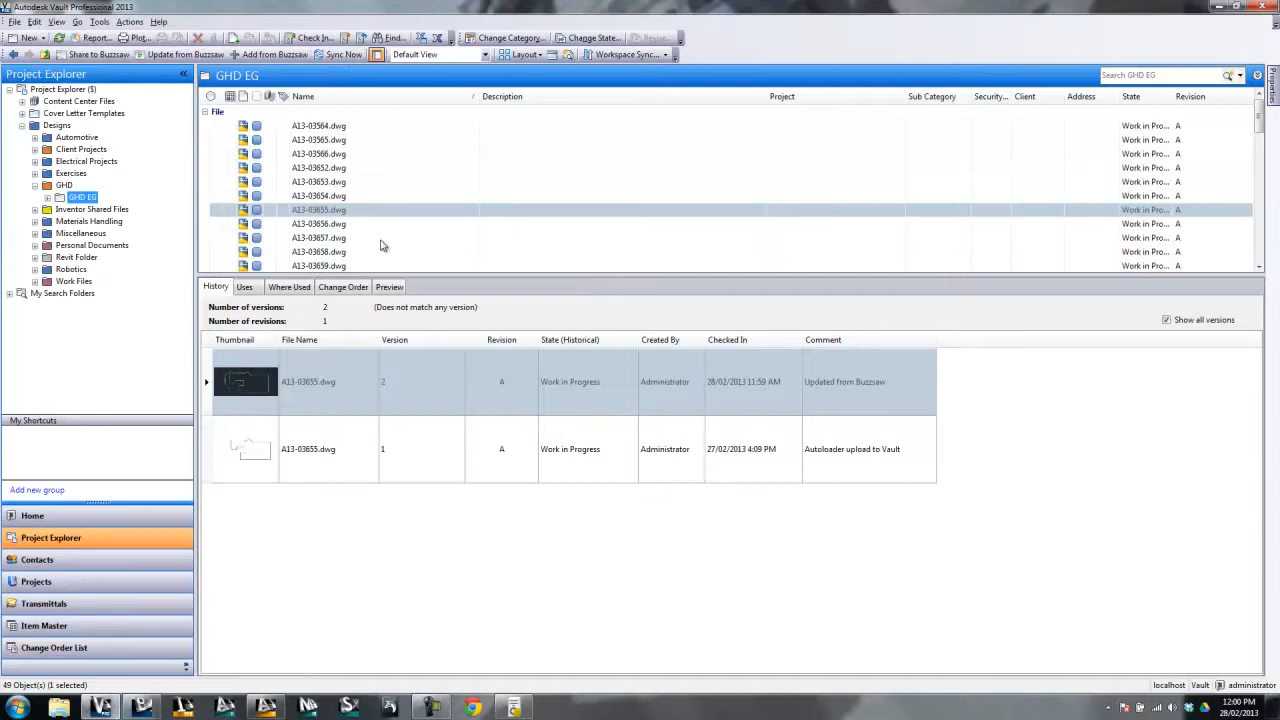 Autodesk Vault Professional 2013
File Edit View Go Tools Actions Help
New Report... Plot... Check In... Find... Change Category... Change State... Revise...
Share to Buzzsaw Update from Buzzsaw Add from Buzzsaw Sync Now Default View Layout Workspace Sync...
Project Explorer
GHD EG
Search GHD EG
Properties
Project Explorer ($)
Content Center Files
Cover Letter Templates
Designs
Automotive
Client Projects
Electrical Projects
Exercises
GHD
GHD EG
Inventor Shared Files
Materials Handling
Miscellaneous
Personal Documents
Revit Folder
Robotics
Work Files
My Search Folders
Name / Description Project Sub Category Security... Client Address State Revision
File
A13-03564.dwg Work in Pro... A
A13-03565.dwg Work in Pro... A
A13-03566.dwg Work in Pro... A
A13-03652.dwg Work in Pro... A
A13-03653.dwg Work in Pro... A
A13-03654.dwg Work in Pro... A
A13-03655.dwg Work in Pro... A
A13-03656.dwg Work in Pro... A
A13-03657.dwg Work in Pro... A
A13-03658.dwg Work in Pro... A
A13-03659.dwg Work in Pro... A
History Uses Where Used Change Order Preview
Number of versions: 2 (Does not match any version)
Number of revisions: 1
Show all versions
Thumbnail File Name Version Revision State (Historical) Created By Checked In Comment
A13-03655.dwg 2 A Work in Progress Administrator 28/02/2013 11:59 AM Updated from Buzzsaw
A13-03655.dwg 1 A Work in Progress Administrator 27/02/2013 4:09 PM Autoloader upload to Vault
My Shortcuts
Add new group
Home
Project Explorer
Contacts
Projects
Transmittals
Item Master
Change Order List
49 Object(s) (1 selected)
localhost Vault administrator
12:00 PM
28/02/2013